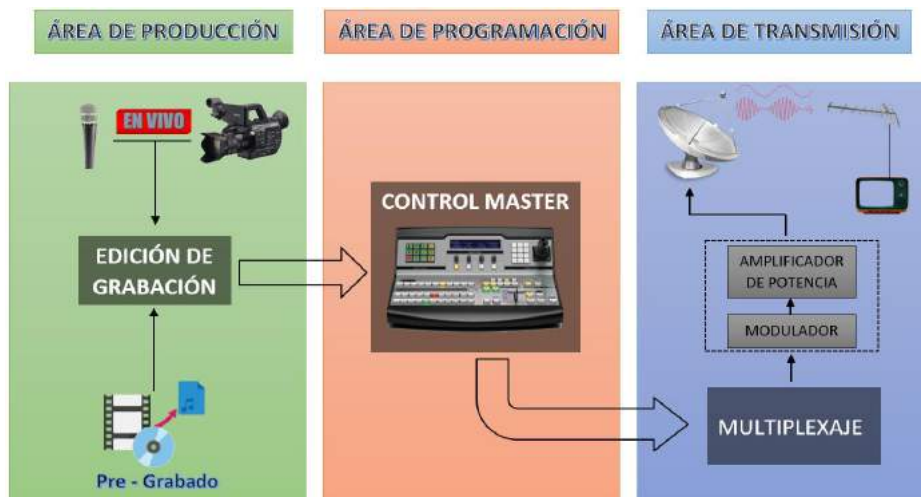 ÁREA DE PRODUCCIÓN
ÁREA DE PROGRAMACIÓN
ÁREA DE TRANSMISIÓN
EN VIVO
EDICIÓN DE
GRABACIÓN
Pre - Grabado
CONTROL MASTER
AMPLIFICADOR
DE POTENCIA
MODULADOR
MULTIPLEXAJE